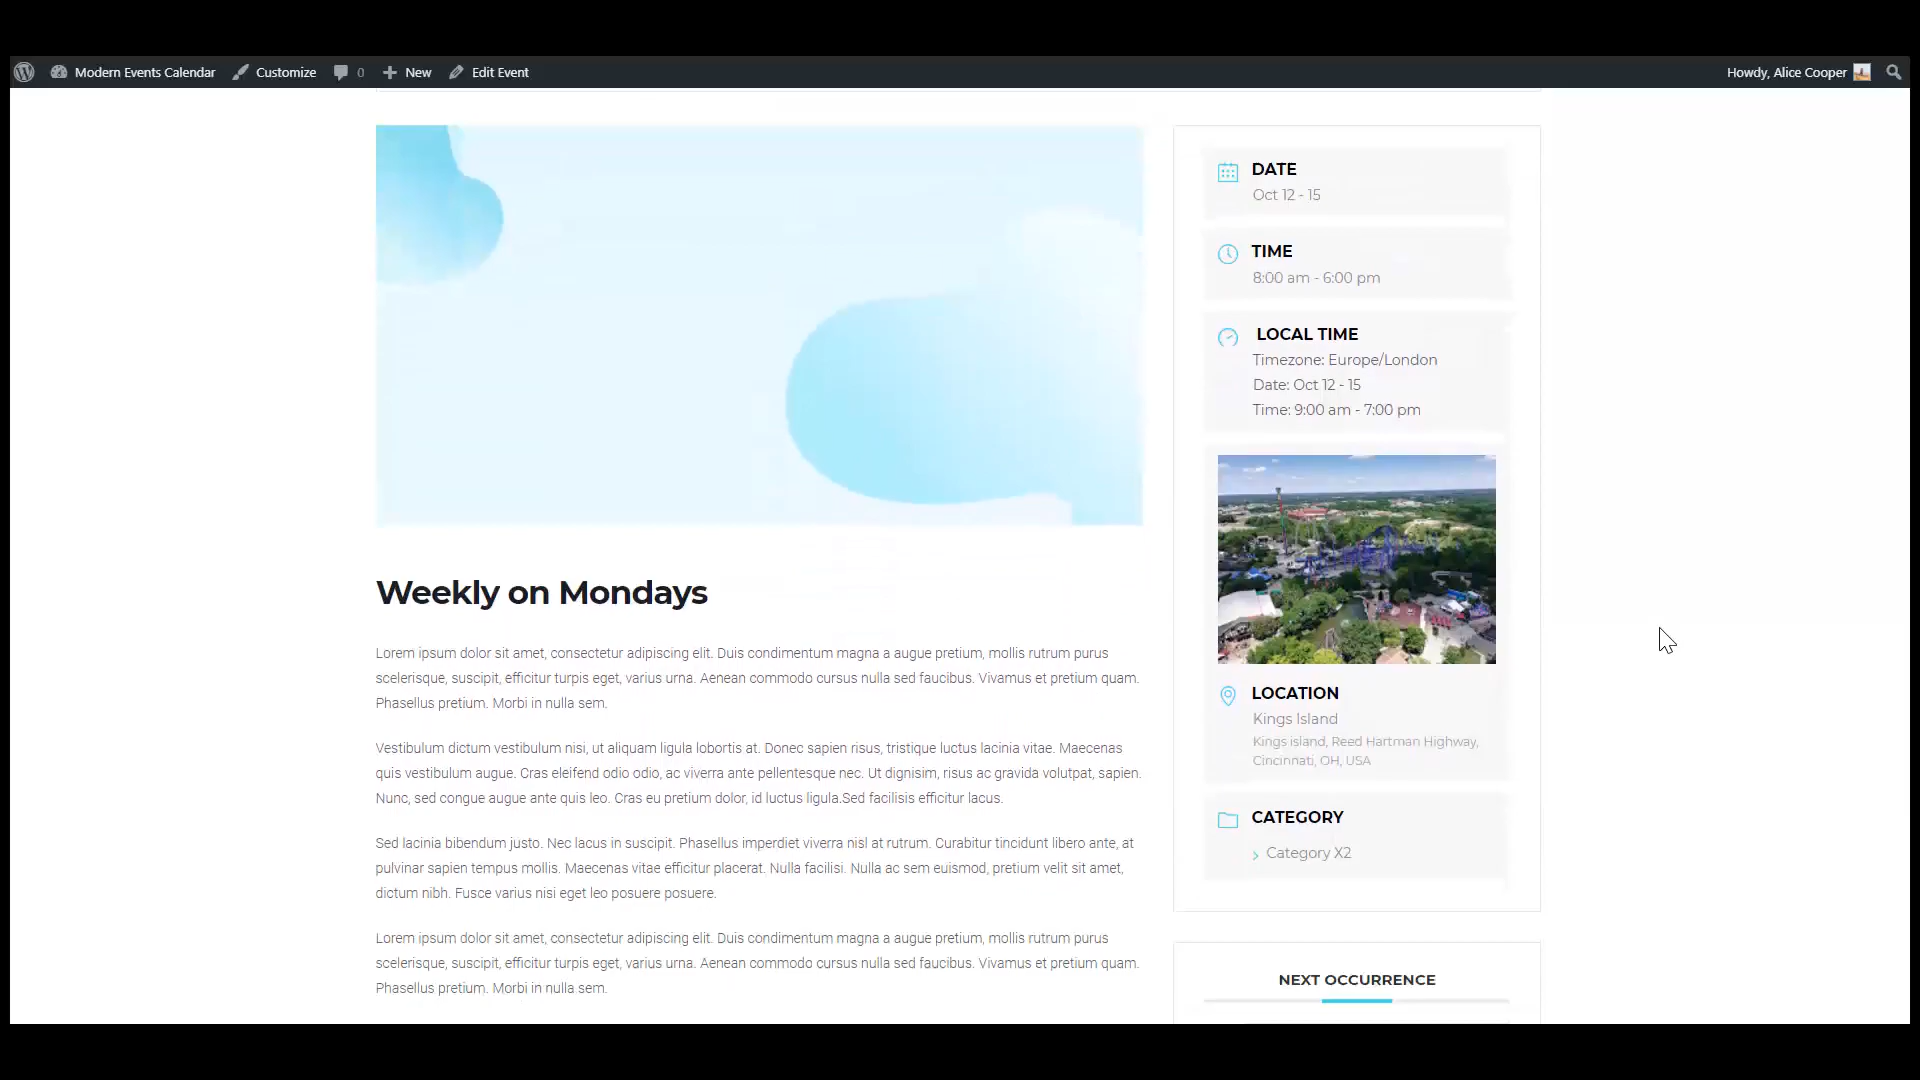 Modern Events Calendar Customize 0 New Edit Event Howdy, Alice Cooper
DATE
Oct 12 - 15
TIME
8:00 am - 6:00 pm
LOCAL TIME
Timezone: Europe/London
Date: Oct 12 - 15
Time: 9:00 am - 7:00 pm
LOCATION
Kings Island
Kings island, Reed Hartman Highway,
Cincinnati, OH, USA
CATEGORY
Category X2
NEXT OCCURRENCE
Weekly on Mondays
Lorem ipsum dolor sit amet, consectetur adipiscing elit. Duis condimentum magna a augue pretium, mollis rutrum purus
scelerisque, suscipit, efficitur turpis eget, varius urna. Aenean commodo cursus nulla sed faucibus. Vivamus et pretium quam.
Phasellus pretium. Morbi in nulla sem.
Vestibulum dictum vestibulum nisi, ut aliquam ligula lobortis at. Donec sapien risus, tristique luctus lacinia vitae. Maecenas
quis vestibulum augue. Cras eleifend odio odio, ac viverra ante pellentesque nec. Ut dignisim, risus ac gravida volutpat, sapien.
Nunc, sed congue augue ante quis leo. Cras eu pretium dolor, id luctus ligula.Sed facilisis efficitur lacus.
Sed lacinia bibendum justo. Nec lacus in suscipit. Phasellus imperdiet viverra nisl at rutrum. Curabitur tincidunt libero ante, at
pulvinar sapien tempus mollis. Maecenas vitae efficitur placerat. Nulla facilisi. Nulla ac sem euismod, pretium velit sit amet,
dictum nibh. Fusce varius nisi eget leo posuere posuere.
Lorem ipsum dolor sit amet, consectetur adipiscing elit. Duis condimentum magna a augue pretium, mollis rutrum purus
scelerisque, suscipit, efficitur turpis eget, varius urna. Aenean commodo cursus nulla sed faucibus. Vivamus et pretium quam.
Phasellus pretium. Morbi in nulla sem.